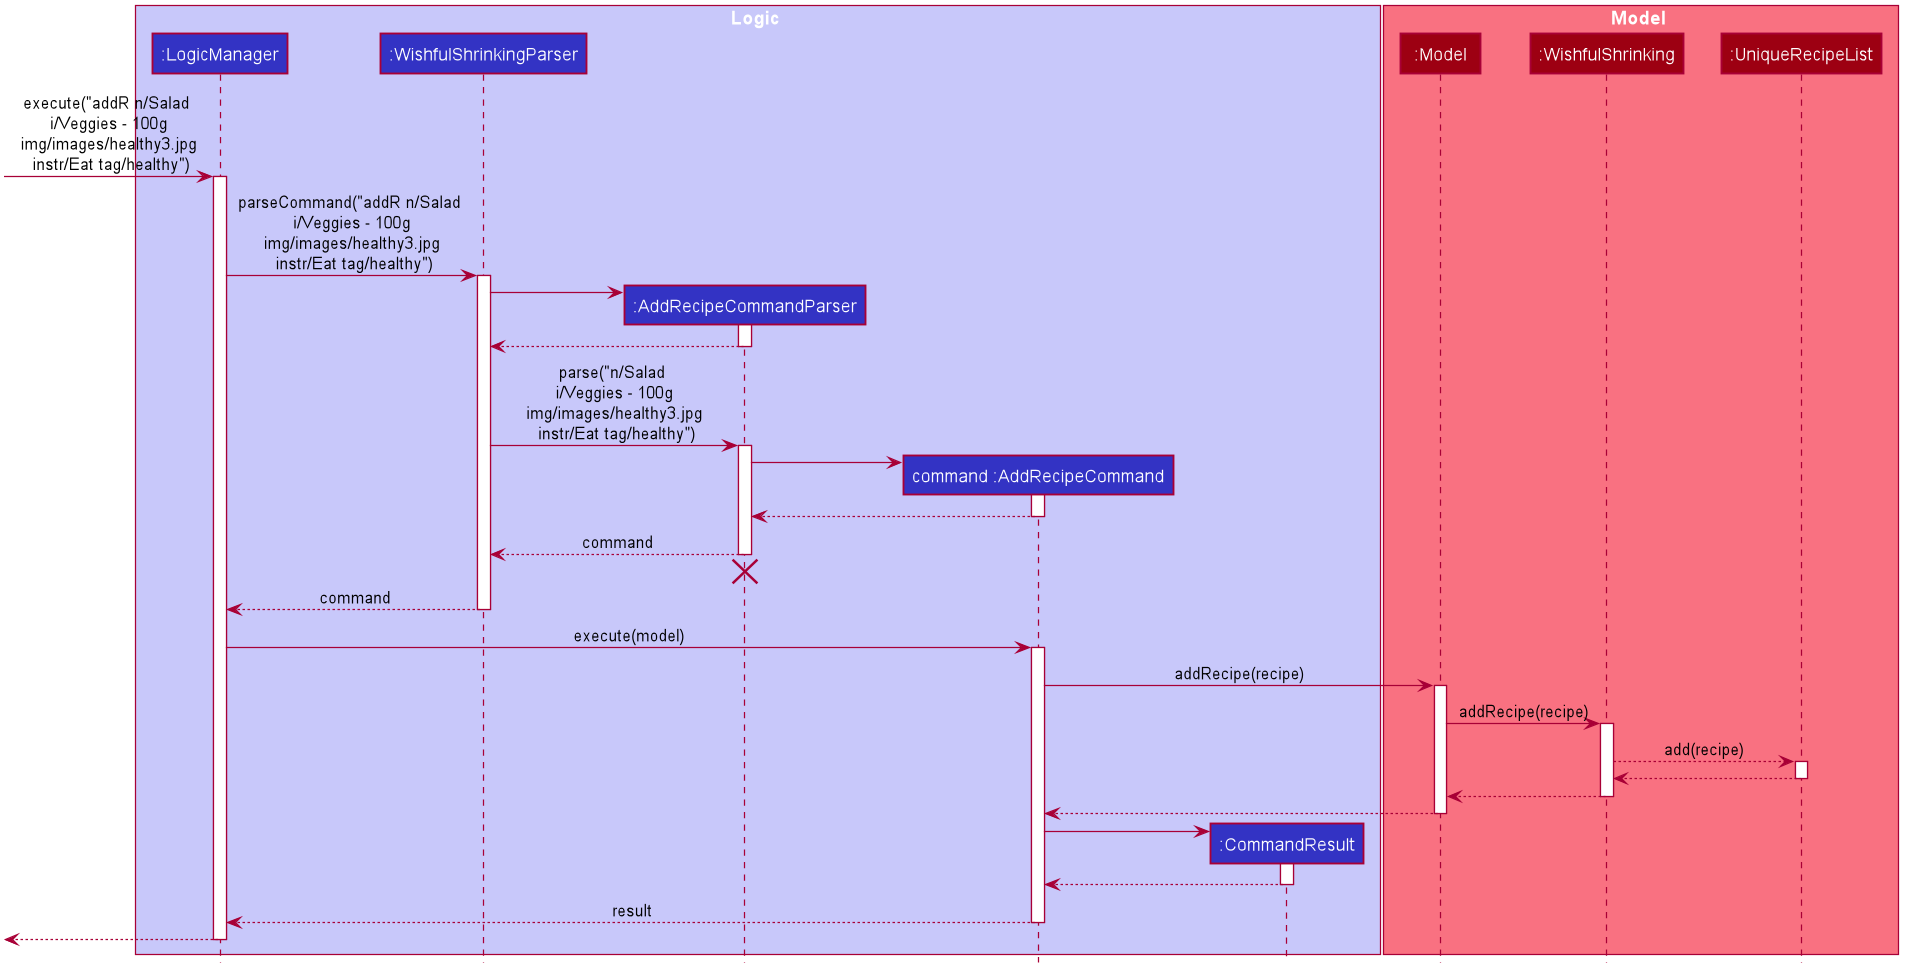 Logic
Model
:LogicManager
:WishfulShrinkingParser
:Model
:WishfulShrinking
:UniqueRecipeList
execute("addR n/Salad
i/Veggies - 100g
img/images/healthy3.jpg
instr/Eat tag/healthy")
parseCommand("addR n/Salad
i/Veggies - 100g
img/images/healthy3.jpg
instr/Eat tag/healthy")
:AddRecipeCommandParser
parse("n/Salad
i/Veggies - 100g
img/images/healthy3.jpg
instr/Eat tag/healthy")
command :AddRecipeCommand
command
command
execute(model)
addRecipe(recipe)
addRecipe(recipe)
add(recipe)
:CommandResult
result